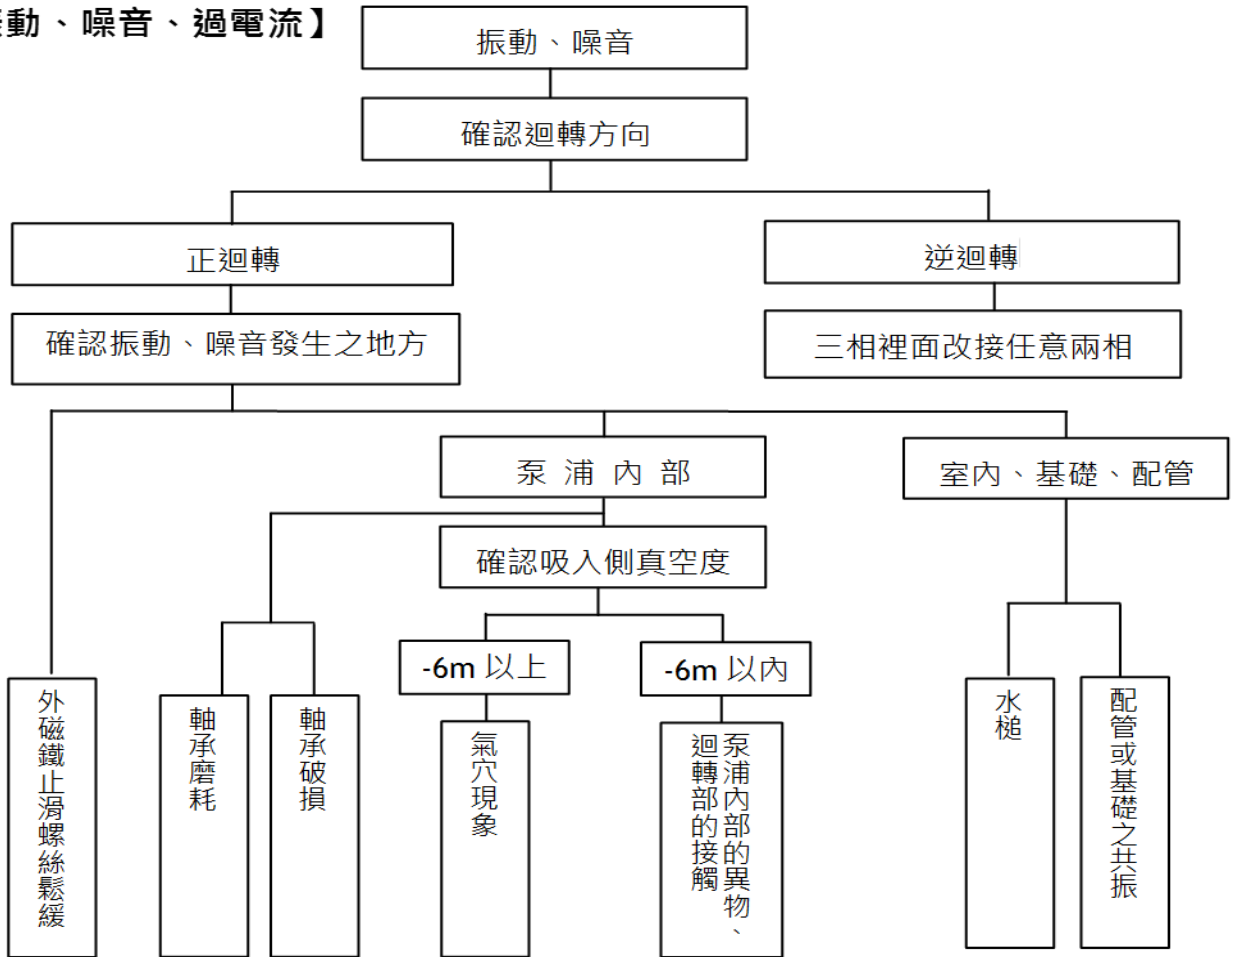 動、噪音、過電流】
振動、噪音
確認迴轉方向
正迴轉
逆迴轉
確認振動、噪音發生之地方
三相裡面改接任意兩相
泵浦內部
室內、基礎、配管
確認吸入側真空度
-6m 以上
-6m 以內
外磁鐵止滑螺絲鬆緩
軸承磨耗
軸承破損
氣穴現象
泵浦內部的異物、
迴轉部的接觸
水槌
配管或基礎之共振